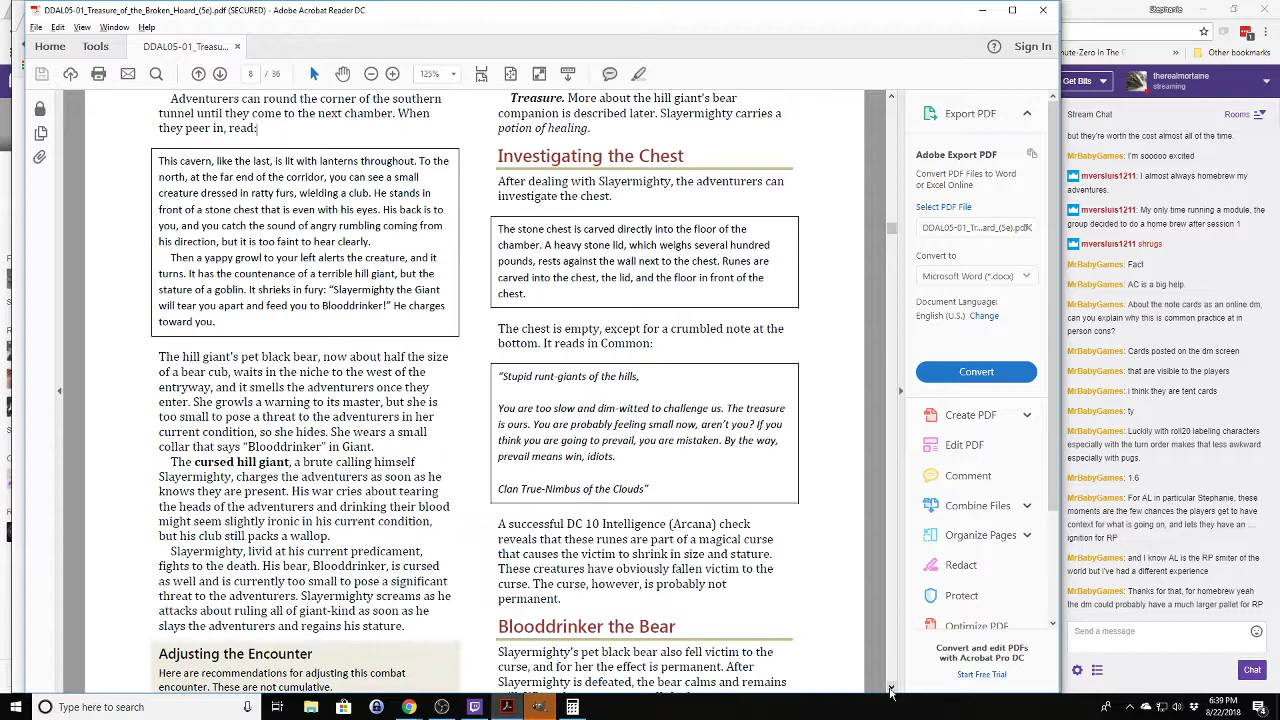 DDAL05-01_Treasure_of_the_Broken_Hoard_(5e).pdf (SECURED) - Adobe Acrobat Reader DC
File Edit View Window Help
Home Tools DDAL05-01_Treasu... × Sign In
8 / 36 125%
Adventurers can round the corner of the southern
tunnel until they come to the next chamber. When
they peer in, read:
This cavern, like the last, is lit with lanterns throughout. To the
north, at the far end of the corridor, you can see a small
creature dressed in ratty furs, wielding a club. He stands in
front of a stone chest that is even with his eyes. His back is to
you, and you catch the sound of angry rumbling coming from
his direction, but it is too faint to hear clearly.
Then a yappy growl to your left alerts the creature, and it
turns. It has the countenance of a terrible hill giant, but the
stature of a goblin. It shrieks in fury: “Slayermighty the Giant
will tear you apart and feed you to Blooddrinker!” He charges
toward you.
The hill giant’s pet black bear, now about half the size
of a bear cub, waits in the niche to the west of the
entryway, and it smells the adventurers once they
enter. She growls a warning to its master, but she is
too small to pose a threat to the adventurers in her
current condition, so she hides. She wears a small
collar that says “Blooddrinker” in Giant.
The cursed hill giant, a brute calling himself
Slayermighty, charges the adventurers as soon as he
knows they are present. His war cries about tearing
the heads of the adventurers and drinking their blood
might seem slightly ironic in his current condition,
but his club still packs a wallop.
Slayermighty, livid at his current predicament,
fights to the death. His bear, Blooddrinker, is cursed
as well and is currently too small to pose a significant
threat to the adventurers. Slayermighty screams as he
attacks about ruling all of giant-kind as soon as he
slays the adventurers and regains his stature.
Adjusting the Encounter
Here are recommendations for adjusting this combat
encounter. These are not cumulative.
Treasure. More about the hill giant’s bear
companion is described later. Slayermighty carries a
potion of healing.
Investigating the Chest
After dealing with Slayermighty, the adventurers can
investigate the chest.
The stone chest is carved directly into the floor of the
chamber. A heavy stone lid, which weighs several hundred
pounds, rests against the wall next to the chest. Runes are
carved into the chest, the lid, and the floor in front of the
chest.
The chest is empty, except for a crumbled note at the
bottom. It reads in Common:
“Stupid runt-giants of the hills,
You are too slow and dim-witted to challenge us. The treasure
is ours. You are probably feeling small now, aren’t you? If you
think you are going to prevail, you are mistaken. By the way,
prevail means win, idiots.
Clan True-Nimbus of the Clouds”
A successful DC 10 Intelligence (Arcana) check
reveals that these runes are part of a magical curse
that causes the victim to shrink in size and stature.
These creatures have obviously fallen victim to the
curse. The curse, however, is probably not
permanent.
Blooddrinker the Bear
Slayermighty’s pet black bear also fell victim to the
curse, and for her the effect is permanent. After
Slayermighty is defeated, the bear calms and remains
Export PDF
Adobe Export PDF
Convert PDF Files to Word
or Excel Online
Select PDF File
DDAL05-01_Tr...ard_(5e).pdf
Convert to
Microsoft Word (*.docx)
Document Language:
English (U.S.) Change
Convert
Create PDF
Edit PDF
Comment
Combine Files
Organize Pages
Redact
Protect
Optimize PDF
Convert and edit PDFs
with Acrobat Pro DC
Start Free Trial
Stephanie
nute-Zero In The Other bookmarks
Get Bits
therealmortaine
streaming
Stream Chat Rooms
but they're worth the cost almost all of the time.
MrBabyGames: I'm sooooo excited
mversluis1211: I almost always homebrew my
adventures.
mversluis1211: My only time running a module, the
group decided to do a home brew after session 1
mversluis1211 shrugs
MrBabyGames: Fact
MrBabyGames: AC is a big help.
MrBabyGames: About the note cards as an online dm,
can you explain why this is common practice at in
person cons?
MrBabyGames: Cards posted on the dm screen
MrBabyGames: that are visible to the players
MrBabyGames: i think they are tent cards
MrBabyGames: ty
MrBabyGames: Luckily with roll20 labeling characters
especially with the turn order makes that less awkward
especially with pugs.
MrBabyGames: 1.6
MrBabyGames: For AL in particular Stephanie, these
moments are the few chances the players get to have
context for what is going on, and lets they have an ...
ignition for RP
MrBabyGames: and I know AL is the RP smiter of the
world but i've had a different experience
MrBabyGames: Thanks for that, for homebrew yeah
the dm could probably have a much larger pallet for RP
Send a message
Chat
Type here to search
6:39 PM
8/22/2018